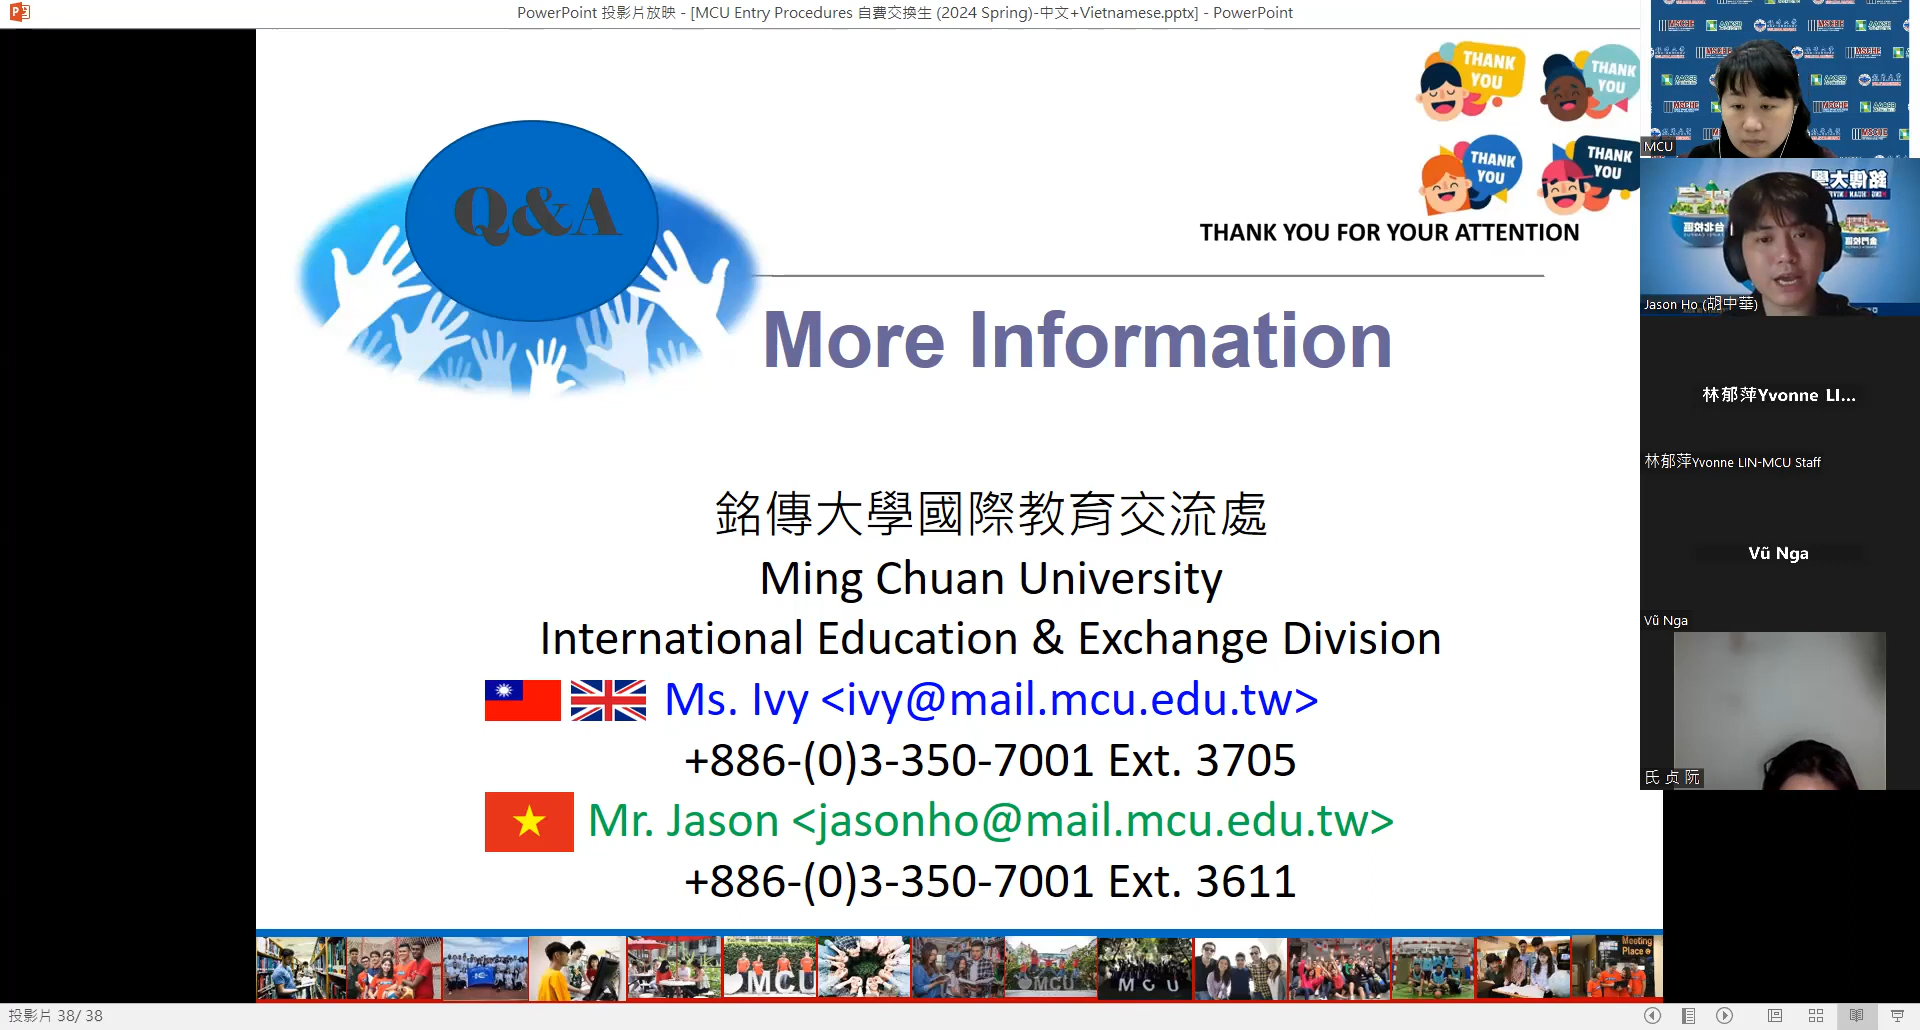 PowerPoint 投影片放映 - [MCU Entry Procedures 自費交換生 (2024 Spring)-中文+Vietnamese.pptx] - PowerPoint
THANK YOU
THANK YOU
THANK YOU
THANK YOU
THANK YOU FOR YOUR ATTENTION
Q&A
More Information
銘傳大學國際教育交流處
Ming Chuan University
International Education & Exchange Division
Ms. Ivy <ivy@mail.mcu.edu.tw>
+886-(0)3-350-7001 Ext. 3705
Mr. Jason <jasonho@mail.mcu.edu.tw>
+886-(0)3-350-7001 Ext. 3611
MCU
MCU
MCU
Meeting Place
MCU
Jason Ho (胡中華)
林郁萍Yvonne LI...
林郁萍Yvonne LIN-MCU Staff
Vũ Nga
Vũ Nga
氏 贞 阮
投影片 38/ 38